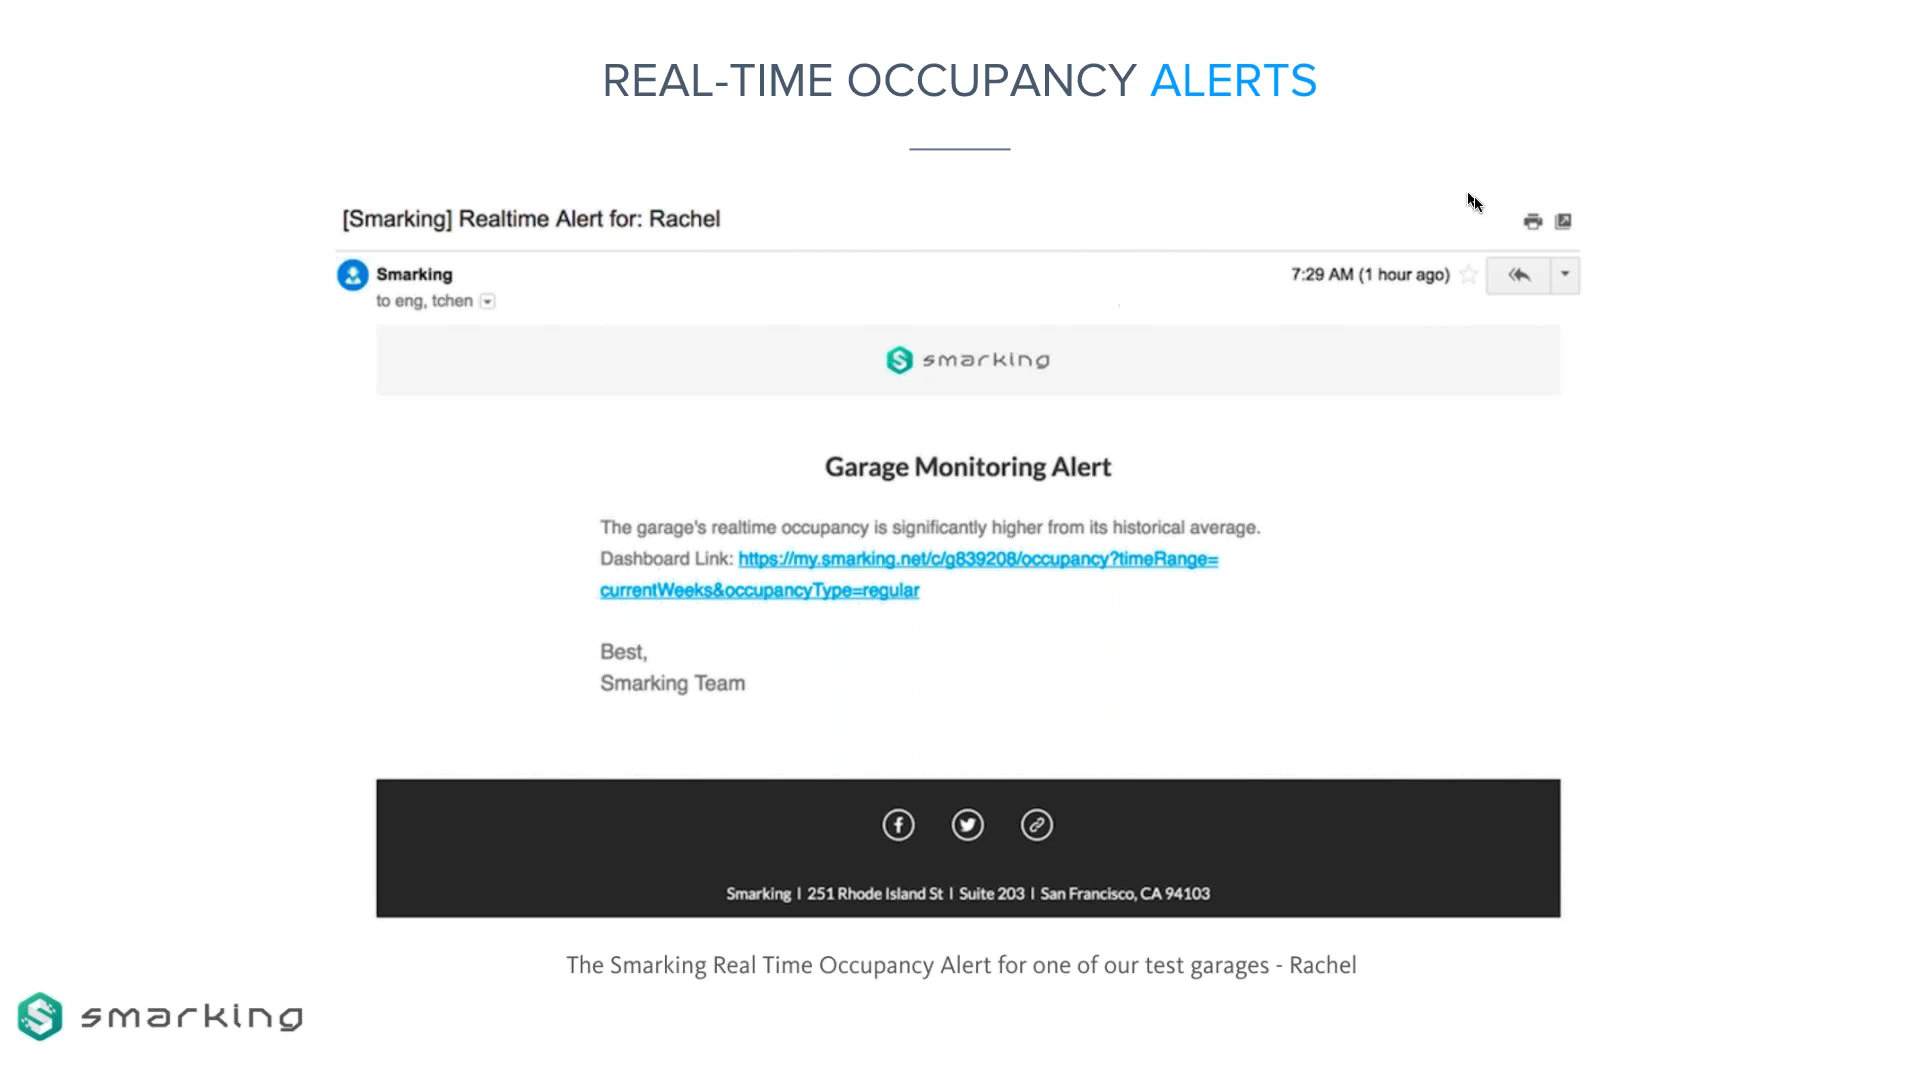 REAL-TIME OCCUPANCY ALERTS
[Smarking] Realtime Alert for: Rachel
Smarking
7:29 AM (1 hour ago)
to eng, tchen
smarking
Garage Monitoring Alert
The garage's realtime occupancy is significantly higher from its historical average.
Dashboard Link: https://my.smarking.net/c/g839208/occupancy?timeRange=
currentWeeks&occupancyType=regular
Best,
Smarking Team
Smarking | 251 Rhode Island St | Suite 203 | San Francisco, CA 94103
The Smarking Real Time Occupancy Alert for one of our test garages - Rachel
smarking